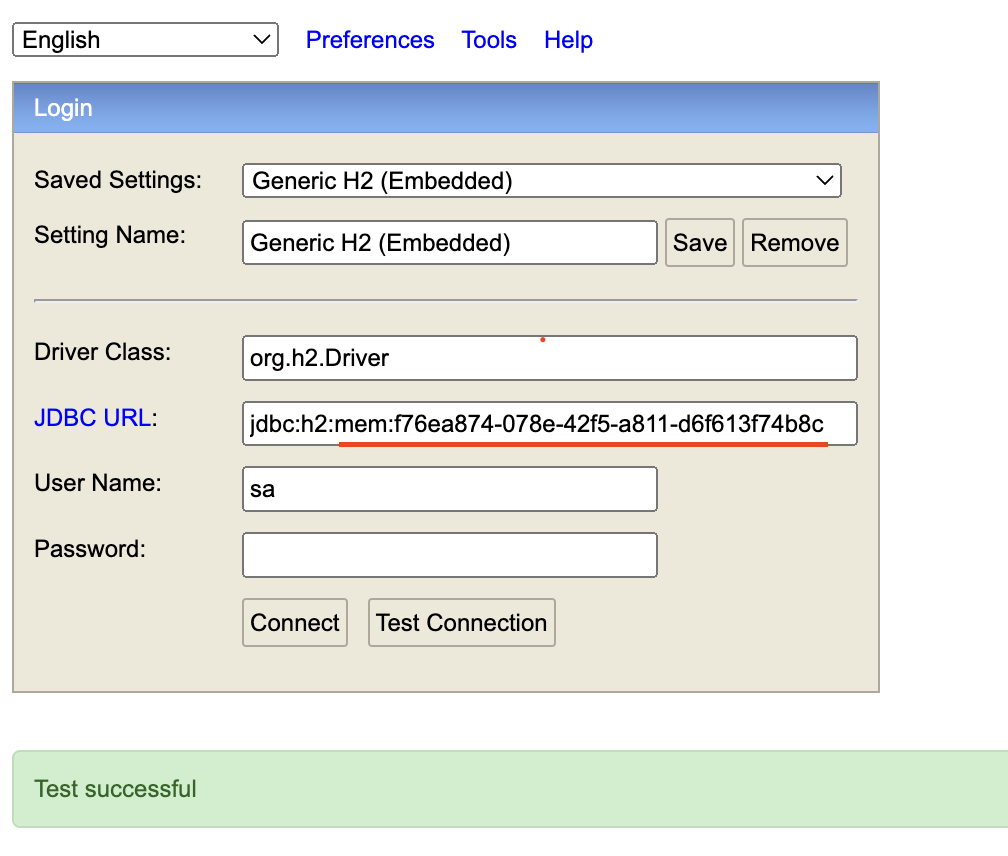 English Preferences Tools Help
Login
Saved Settings: Generic H2 (Embedded)
Setting Name: Generic H2 (Embedded) Save Remove
Driver Class: org.h2.Driver
JDBC URL: jdbc:h2:mem:f76ea874-078e-42f5-a811-d6f613f74b8c
User Name: sa
Password:
Connect Test Connection
Test successful